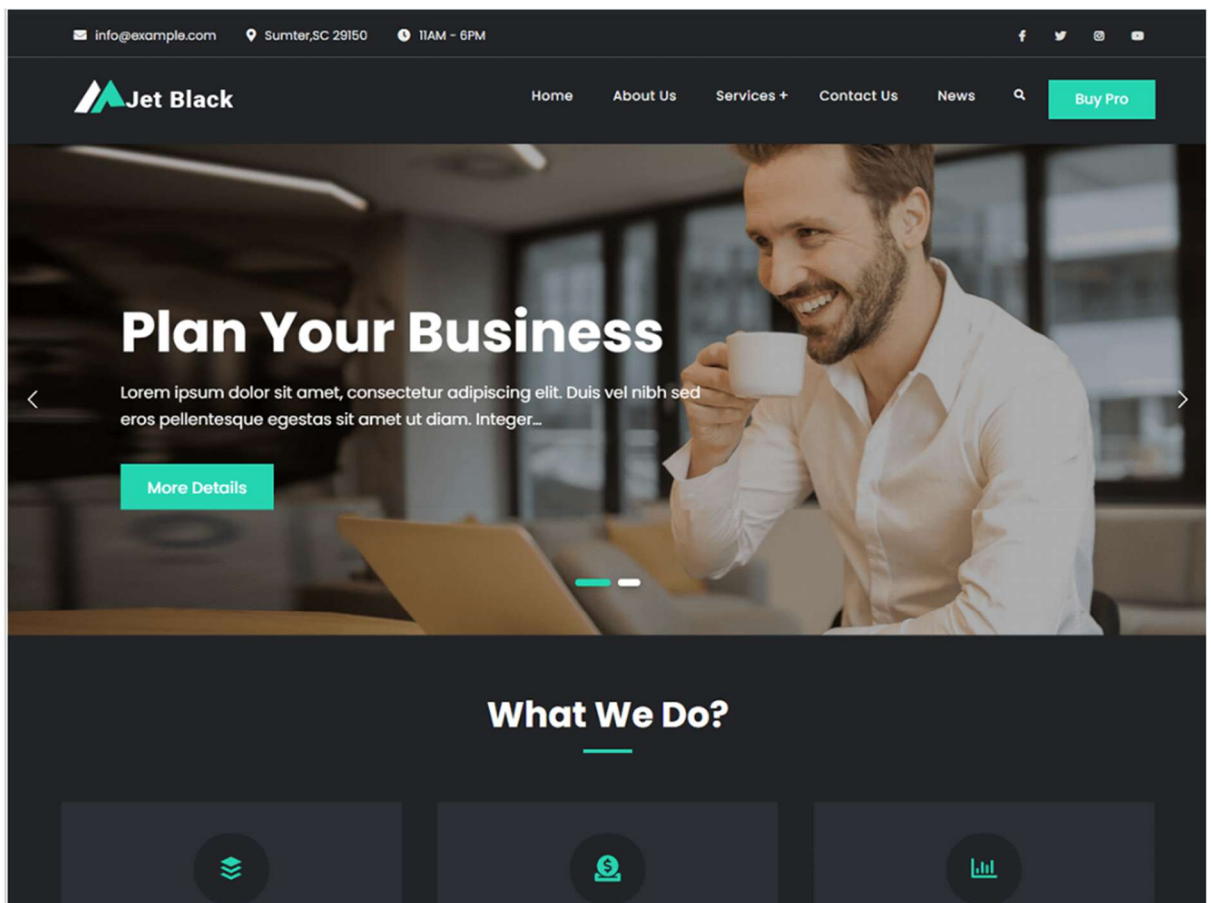 info@example.com Sumter,SC 29150 11AM - 6PM
Jet Black Home About Us Services + Contact Us News Buy Pro
Plan Your Business
Lorem ipsum dolor sit amet, consectetur adipiscing elit. Duis vel nibh sed
eros pellentesque egestas sit amet ut diam. Integer...
More Details
What We Do?